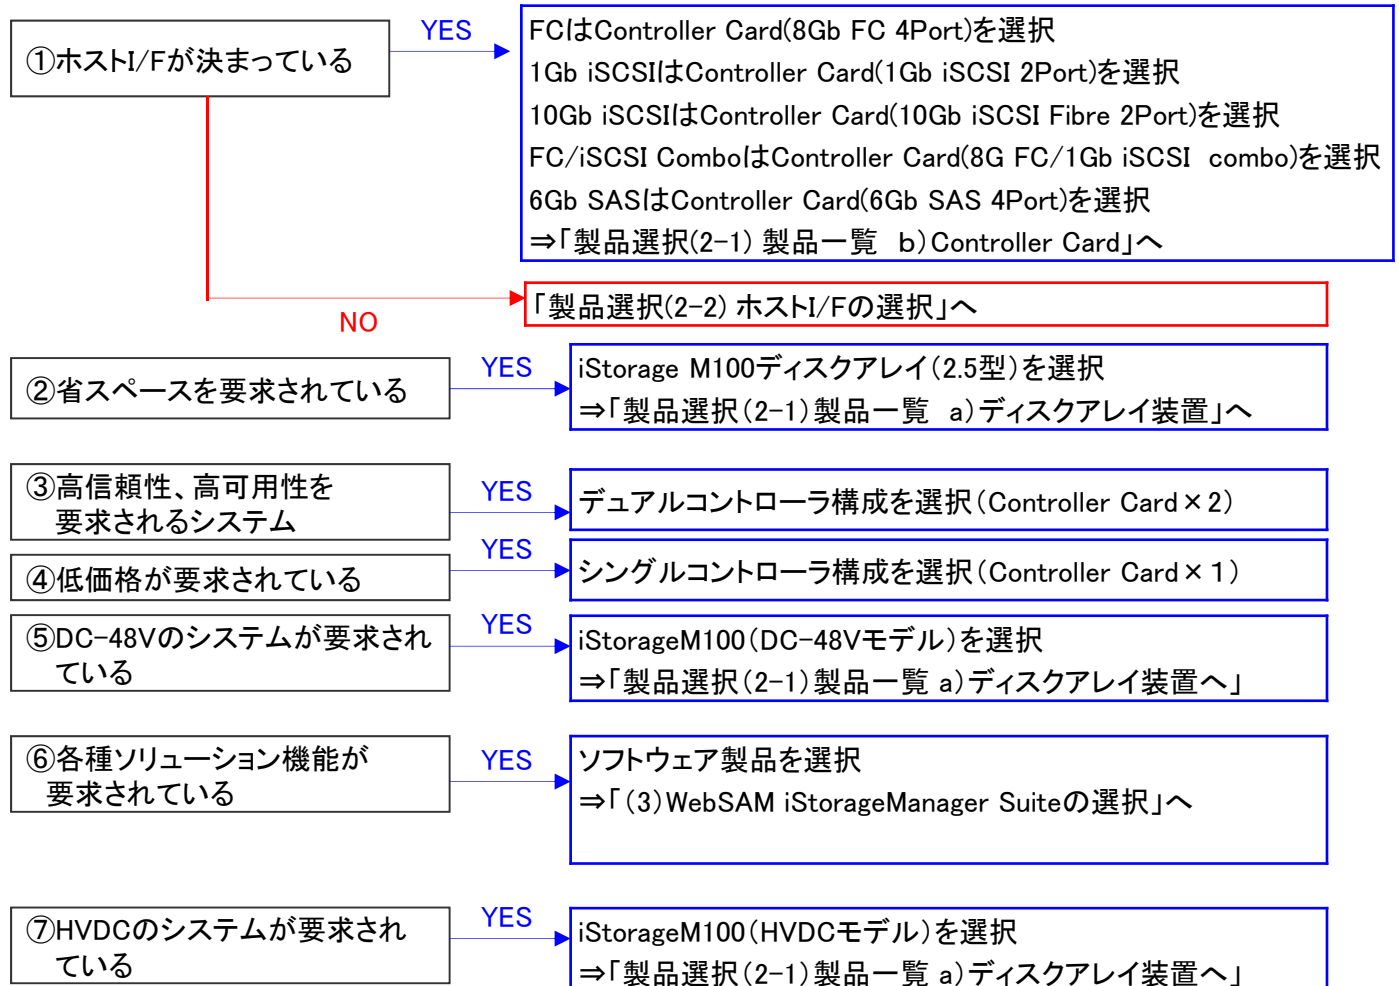 ①ホストI/Fが決まっている
YES
FCはController Card(8Gb FC 4Port)を選択
1Gb iSCSIはController Card(1Gb iSCSI 2Port)を選択
10Gb iSCSIはController Card(10Gb iSCSI Fibre 2Port)を選択
FC/iSCSI ComboはController Card(8G FC/1Gb iSCSI combo)を選択
6Gb SASはController Card(6Gb SAS 4Port)を選択
⇒「製品選択(2-1) 製品一覧 b)Controller Card」へ
NO
「製品選択(2-2) ホストI/Fの選択」へ
②省スペースを要求されている
YES
iStorage M100ディスクアレイ(2.5型)を選択
⇒「製品選択(2-1)製品一覧 a)ディスクアレイ装置」へ
③高信頼性、高可用性を
要求されるシステム
YES
デュアルコントローラ構成を選択(Controller Card×2)
④低価格が要求されている
YES
シングルコントローラ構成を選択(Controller Card×1)
⑤DC-48Vのシステムが要求され
ている
YES
iStorageM100(DC-48Vモデル)を選択
⇒「製品選択(2-1)製品一覧 a)ディスクアレイ装置へ」
⑥各種ソリューション機能が
要求されている
YES
ソフトウェア製品を選択
⇒「(3)WebSAM iStorageManager Suiteの選択」へ
⑦HVDCのシステムが要求され
ている
YES
iStorageM100(HVDCモデル)を選択
⇒「製品選択(2-1)製品一覧 a)ディスクアレイ装置へ」